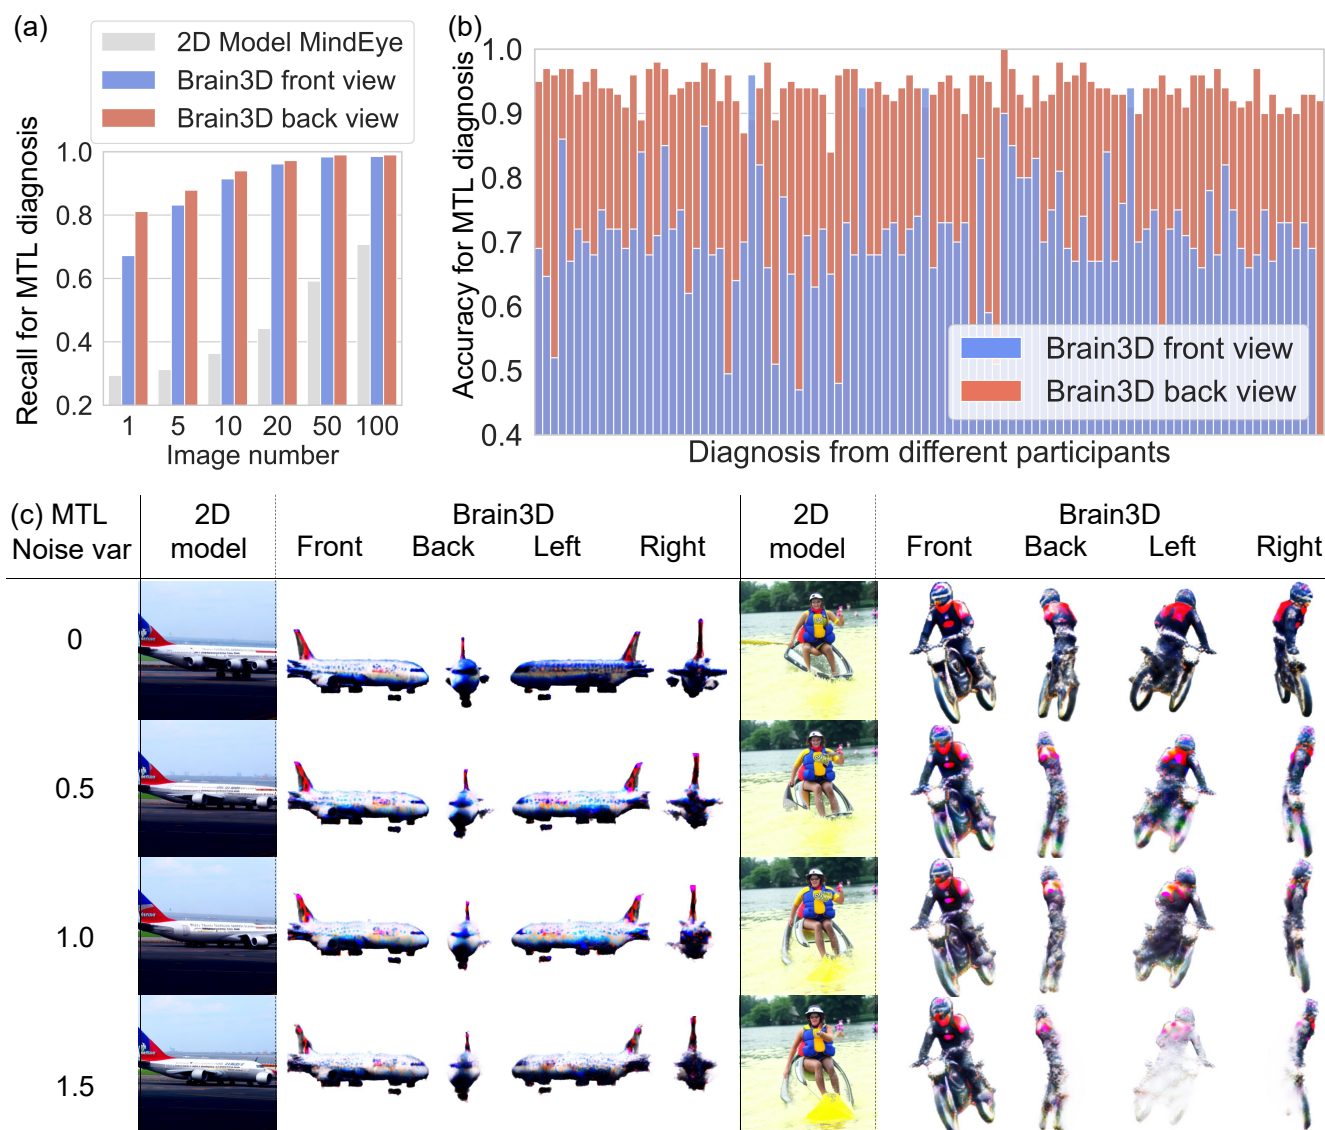 (a)
2D Model MindEye
Brain3D front view
Brain3D back view
Recall for MTL diagnosis
1.0
0.8
0.6
0.4
0.2
1 5 10 20 50 100
Image number
(b)
Accuracy for MTL diagnosis
1.0
0.9
0.8
0.7
0.6
0.5
0.4
Brain3D front view
Brain3D back view
Diagnosis from different participants
(c) MTL
Noise var
2D
model
Brain3D
Front Back Left Right
2D
model
Brain3D
Front Back Left Right
0
0.5
1.0
1.5